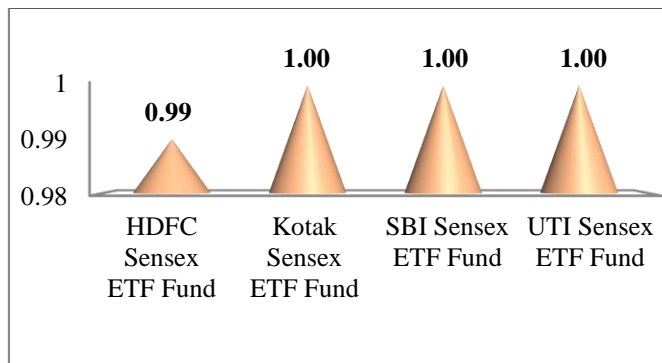 1.00 1.00 1.00
1
0.99
0.99
0.98
HDFC
Sensex
ETF Fund
Kotak
Sensex
ETF Fund
SBI Sensex
ETF Fund
UTI Sensex
ETF Fund